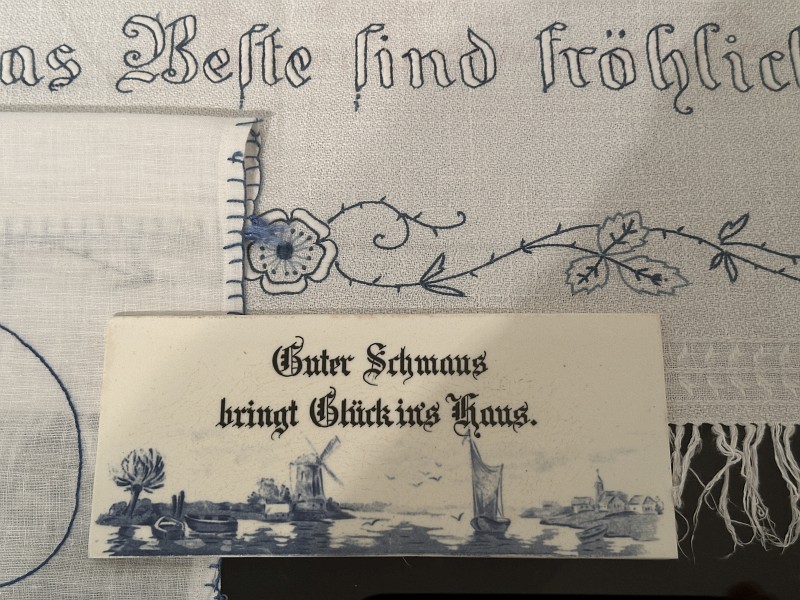 as Beste sind fröhlic
Guter Schmaus
bringt Glück in's Haus.